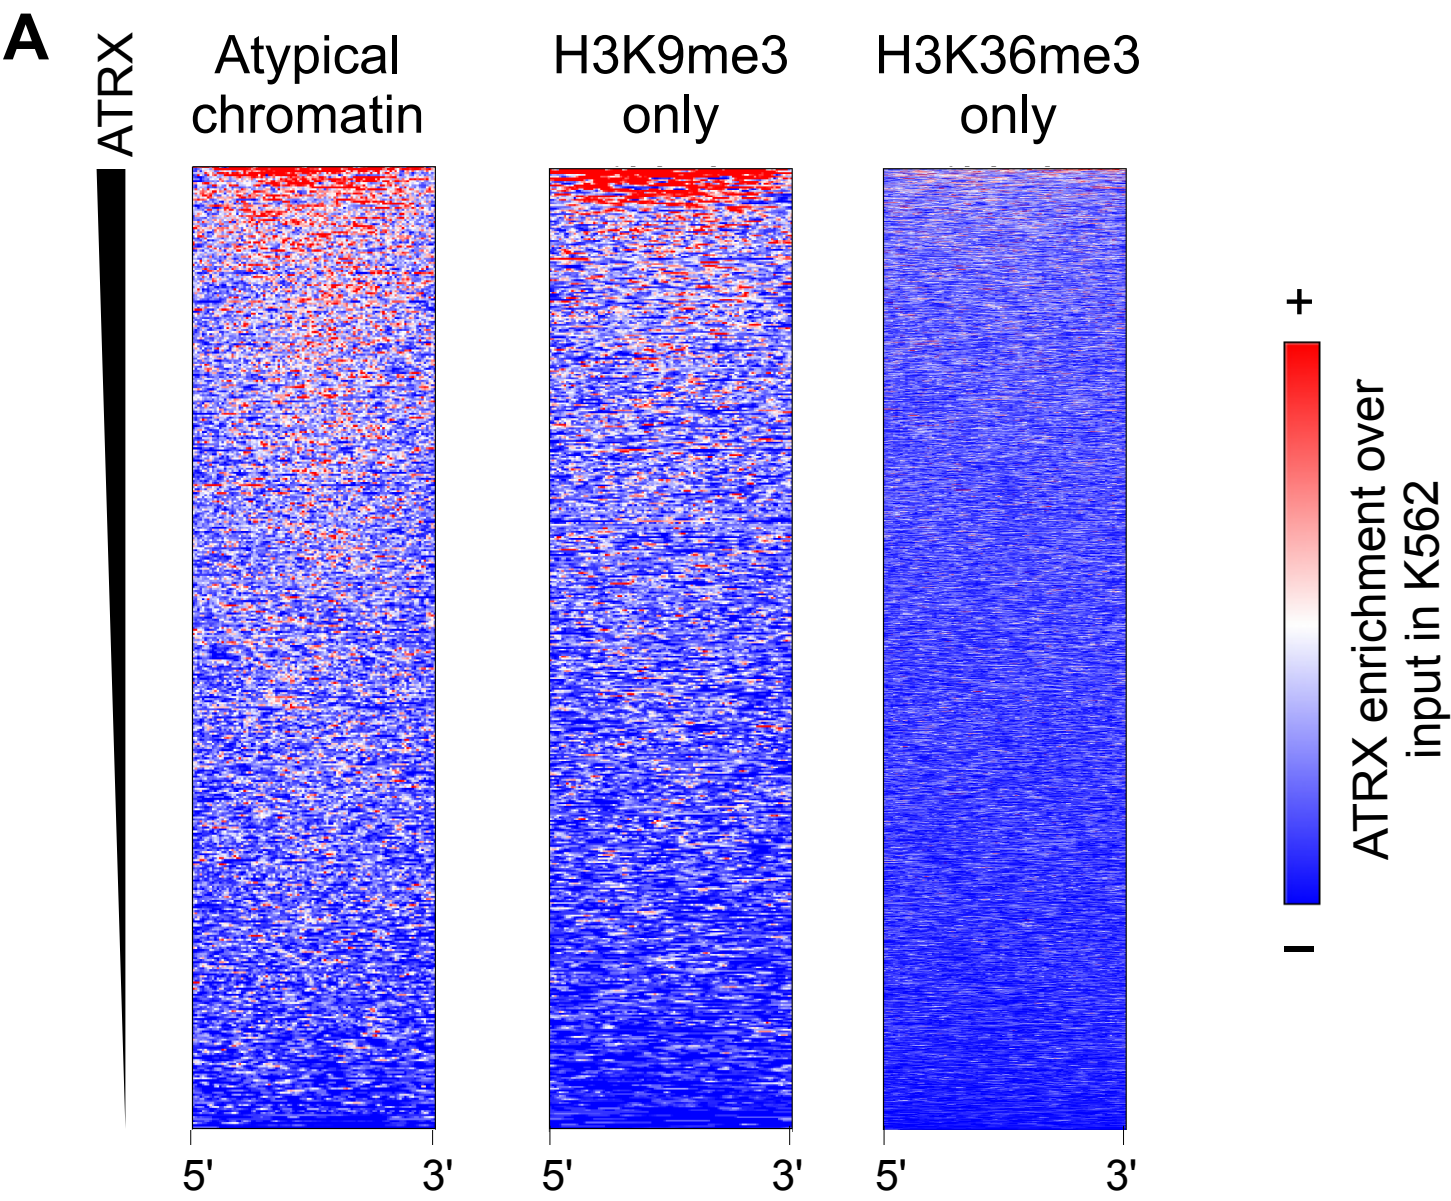 A
ATRX
Atypical
chromatin
H3K9me3
only
H3K36me3
only
+
ATRX enrichment over
input in K562
–
5'
3'
5'
3'
5'
3'